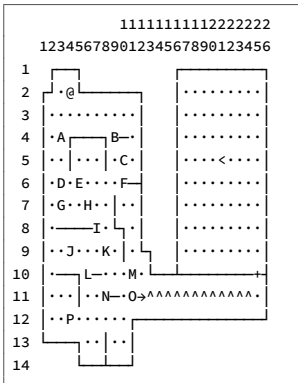 11111111112222222
12345678901234567890123456
1 ┌──┐ ┌─────────┐
2 ┌┘·@└──────┐ │·········│
3 │··········│ │·········│
4 │·A┌───┐B─·│ │·········│
5 │··│···│·C·│ │····<····│
6 │·D·E····F─┤ │·········│
7 │·G·H··│··│ │·········│
8 │·────I·└┐·│ │·········│
9 │··J···K·│·└┐ │·········│
10 │·──┐L──·M·└──┴────────+┤
11 │···│··N─O→^^^^^^^^^^^^·│
12 │··P······┌──────────────┘
13 └───┐··│··│
14 └──┴──┘